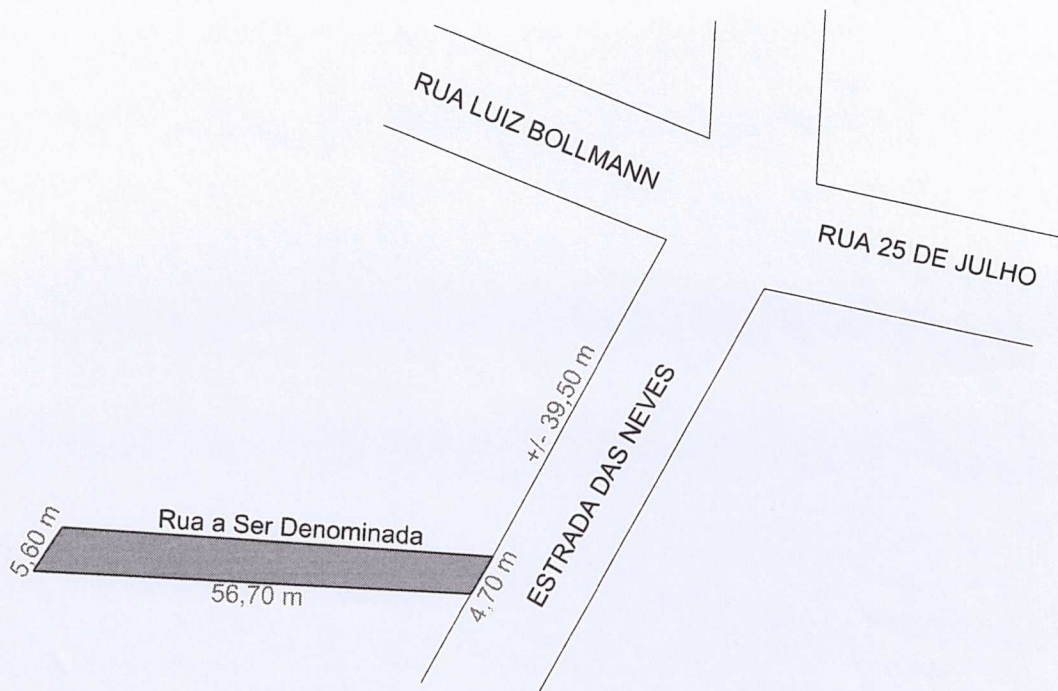 RUA LUIZ BOLLMANN
RUA 25 DE JULHO
+/- 39,50 m
ESTRADA DAS NEVES
Rua a Ser Denominada
5,60 m
56,70 m
4,70 m